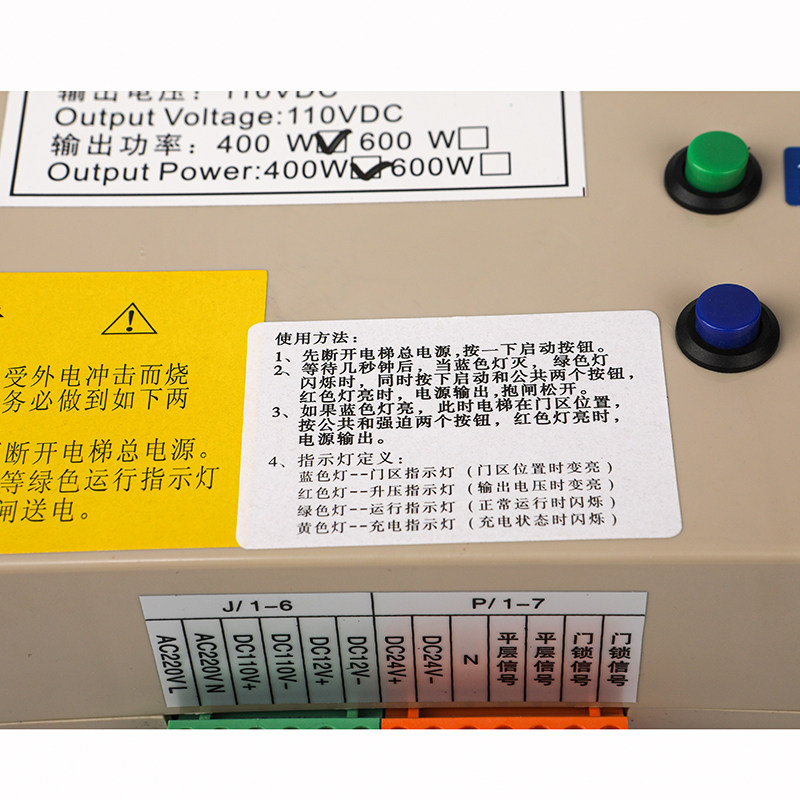 输出电压：110VDC
Output Voltage:110VDC
输出功率：400 W 600 W
Output Power:400W 600W
受外电冲击而烧
务必做到如下两
断开电梯总电源。
等绿色运行指示灯
闸送电。
使用方法：
1、先断开电梯总电源,按一下启动按钮。
2、等待几秒钟后，当蓝色灯灭， 绿色灯
闪烁时，同时按下启动和公共两个按钮，
红色灯亮时，电源输出,抱闸松开。
3、如果蓝色灯亮，此时电梯在门区位置，
按公共和强迫两个按钮，红色灯亮时，
电源输出。
4、指示灯定义：
蓝色灯--门区指示灯（门区位置时变亮）
红色灯--升压指示灯（输出电压时变亮）
绿色灯--运行指示灯（正常运行时闪烁）
黄色灯--充电指示灯（充电状态时闪烁）
J/1-6 P/1-7
AC220V L
AC220V N
DC110V+
DC110V-
DC12V+
DC12V-
DC24V+
DC24V-
N
平层信号
平层信号
门锁信号
门锁信号